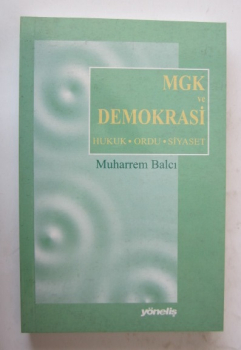 MGK
ve
DEMOKRASİ
HUKUK • ORDU • SİYASET
Muharrem Balcı
yöneliş